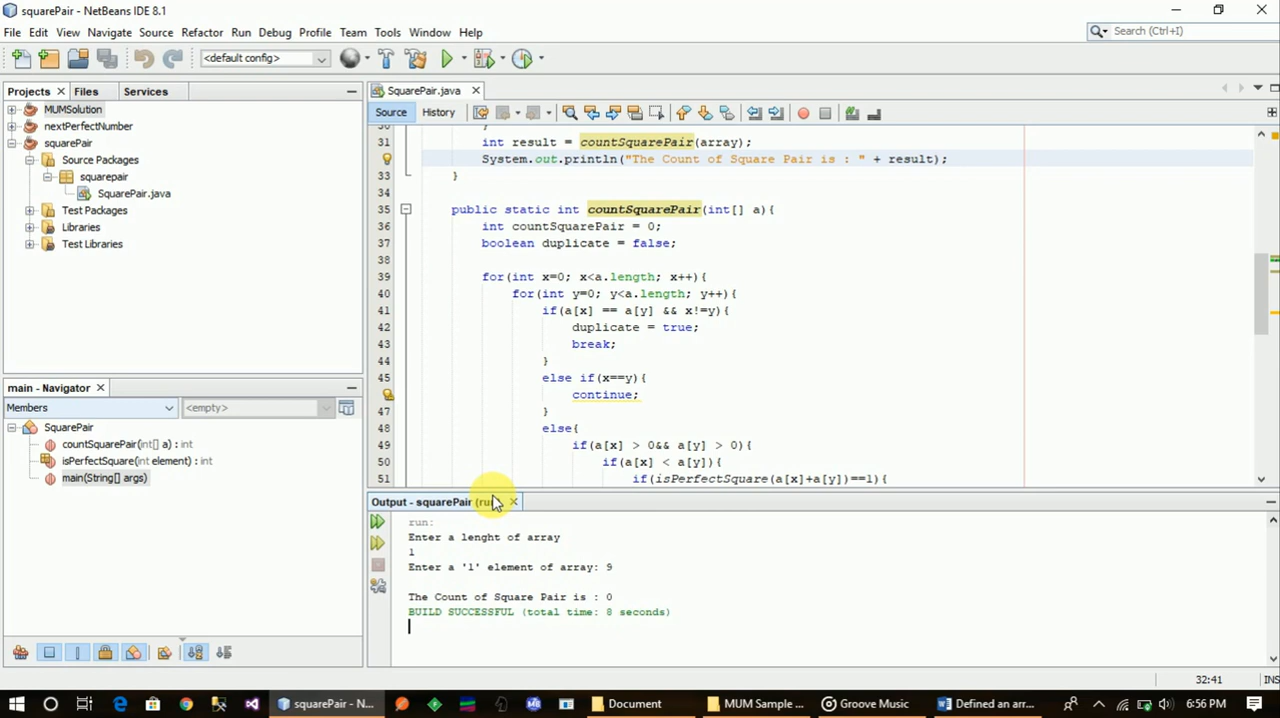 squarePair - NetBeans IDE 8.1
File Edit View Navigate Source Refactor Run Debug Profile Team Tools Window Help
Search (Ctrl+I)
<default config>
Projects Files Services
MUMSolution
nextPerfectNumber
squarePair
Source Packages
squarepair
SquarePair.java
Test Packages
Libraries
Test Libraries
main - Navigator
Members <empty>
SquarePair
countSquarePair(int[] a) : int
isPerfectSquare(int element) : int
main(String[] args)
SquarePair.java
Source History
30 }
31 int result = countSquarePair(array);
System.out.println("The Count of Square Pair is : " + result);
33 }
34
35 public static int countSquarePair(int[] a){
36 int countSquarePair = 0;
37 boolean duplicate = false;
38
39 for(int x=0; x<a.length; x++){
40 for(int y=0; y<a.length; y++){
41 if(a[x] == a[y] && x!=y){
42 duplicate = true;
43 break;
44 }
45 else if(x==y){
continue;
47 }
48 else{
49 if(a[x] > 0&& a[y] > 0){
50 if(a[x] < a[y]){
51 if(isPerfectSquare(a[x]+a[y])==1){
Output - squarePair
run:
Enter a lenght of array
1
Enter a '1' element of array: 9
The Count of Square Pair is : 0
BUILD SUCCESSFUL (total time: 8 seconds)
32:41 INS
squarePair - N... Document MUM Sample ... Groove Music Defined an arr... 6:56 PM